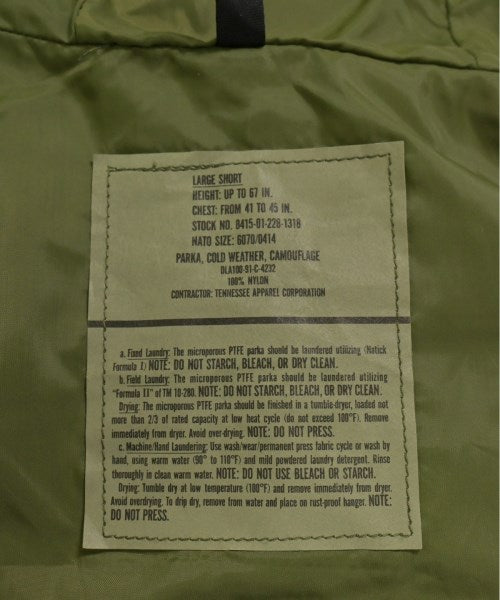 LARGE SHORT
HEIGHT: UP TO 67 IN.
CHEST: FROM 41 TO 45 IN.
STOCK NO. 8415-01-228-1318
NATO SIZE: 6070/0414
PARKA, COLD WEATHER, CAMOUFLAGE
DLA100-91-C-4232
100% NYLON
CONTRACTOR: TENNESSEE APPAREL CORPORATION
a. Fixed Laundry: The microporous PTFE parka should be laundered utilizing (Natick
Formula I) NOTE: DO NOT STARCH, BLEACH, OR DRY CLEAN.
b. Field Laundry: The microporous PTFE parka should be laundered utilizing
"Formula II" of TM 10-280. NOTE: DO NOT STARCH, BLEACH, OR DRY CLEAN.
Drying: The microporous PTFE parka should be finished in a tumble-dryer, loaded not
more than 2/3 of rated capacity at low heat cycle (do not exceed 100°F). Remove
immediately from dryer. Avoid over-drying. NOTE: DO NOT PRESS.
c. Machine/Hand Laundering: Use wash/wear/permanent press fabric cycle or wash by
hand, using warm water (90° to 110°F) and mild powdered laundry detergent. Rinse
thoroughly in clean warm water. NOTE: DO NOT USE BLEACH OR STARCH.
Drying: Tumble dry at low temperature (100°F) and remove immediately from dryer.
Avoid overdrying. To drip dry, remove from water and place on rust-proof hanger. NOTE:
DO NOT PRESS.